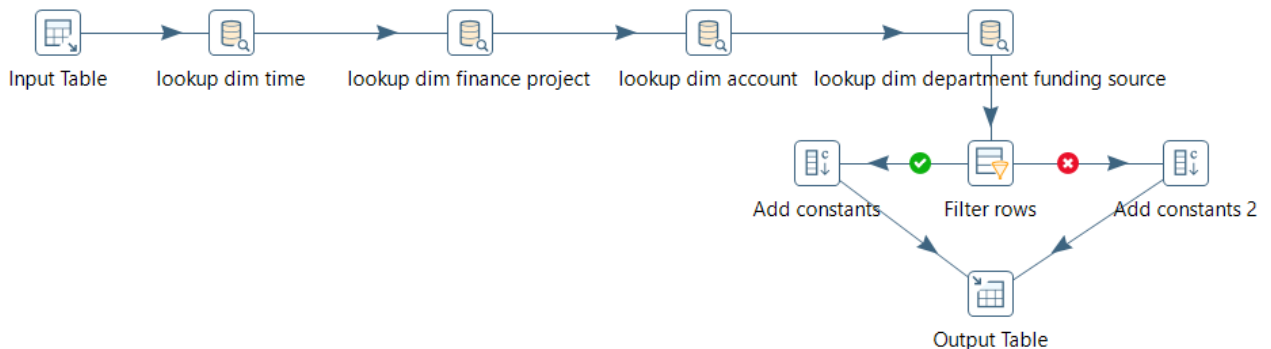 Input Table
lookup dim time
lookup dim finance project
lookup dim account
lookup dim department funding source
Add constants
Filter rows
Add constants 2
Output Table